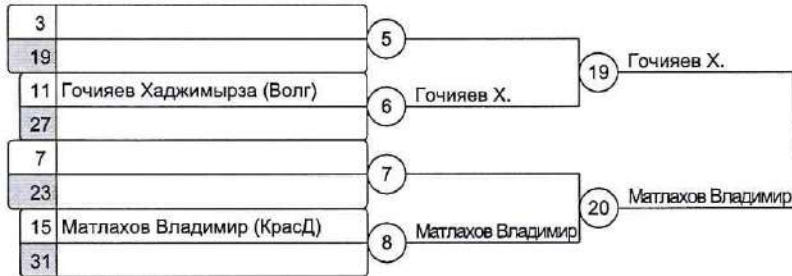 3
19
5
11 Гочияев Хаджимырза (Волг)
27
6 Гочияев Х.
19 Гочияев Х.
7
23
7
15 Матлахов Владимир (КрасД)
31
8 Матлахов Владимир
20 Матлахов Владимир